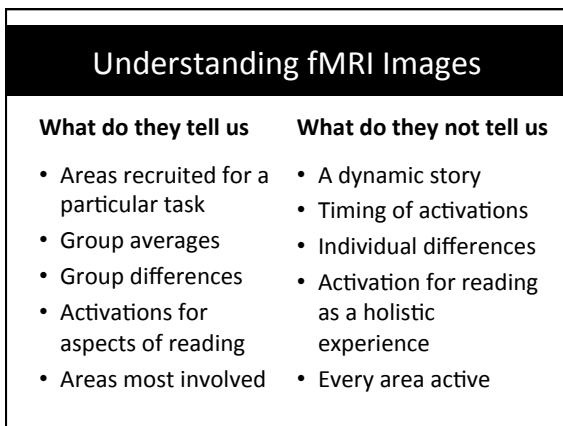 Understanding fMRI Images
What do they tell us
• Areas recruited for a
particular task
• Group averages
• Group differences
• Activations for
aspects of reading
• Areas most involved
What do they not tell us
• A dynamic story
• Timing of activations
• Individual differences
• Activation for reading
as a holistic
experience
• Every area active